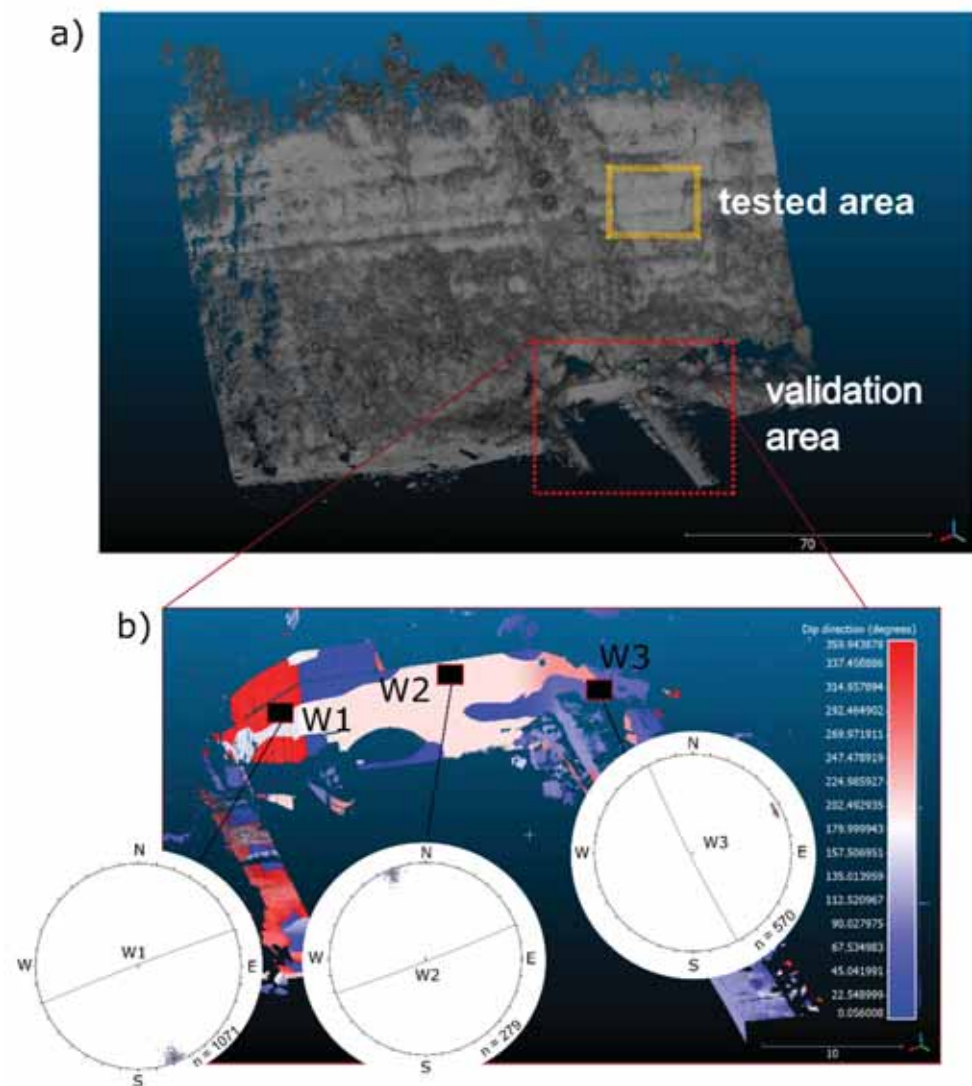 a)
tested area
validation
area
70
b)
Dip direction (degrees)
359.943878
337.456886
314.957894
292.464902
269.971911
247.478919
224.985927
202.492935
179.999943
157.506951
135.013959
112.520967
90.027975
67.534983
45.041991
22.548999
0.056008
W1
W2
W3
N
W
E
S
W3
n = 570
N
W
E
S
W1
n = 1071
N
W
E
S
W2
n = 279
10